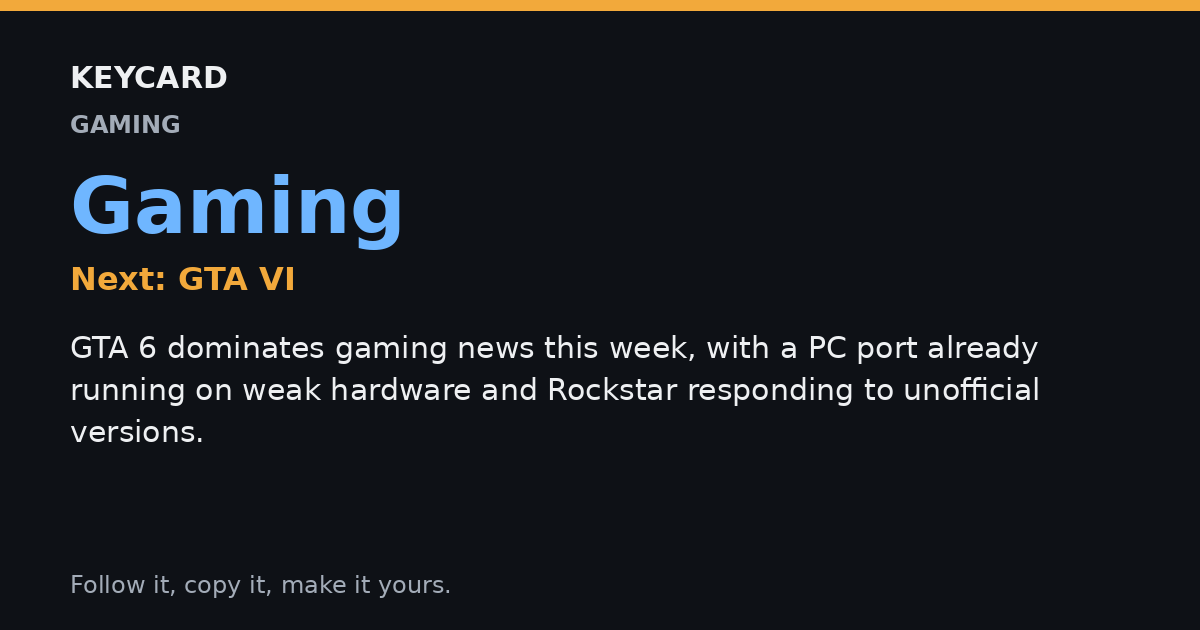 KEYCARD
GAMING
Gaming
Next: GTA VI
GTA 6 dominates gaming news this week, with a PC port already
running on weak hardware and Rockstar responding to unofficial
versions.
Follow it, copy it, make it yours.